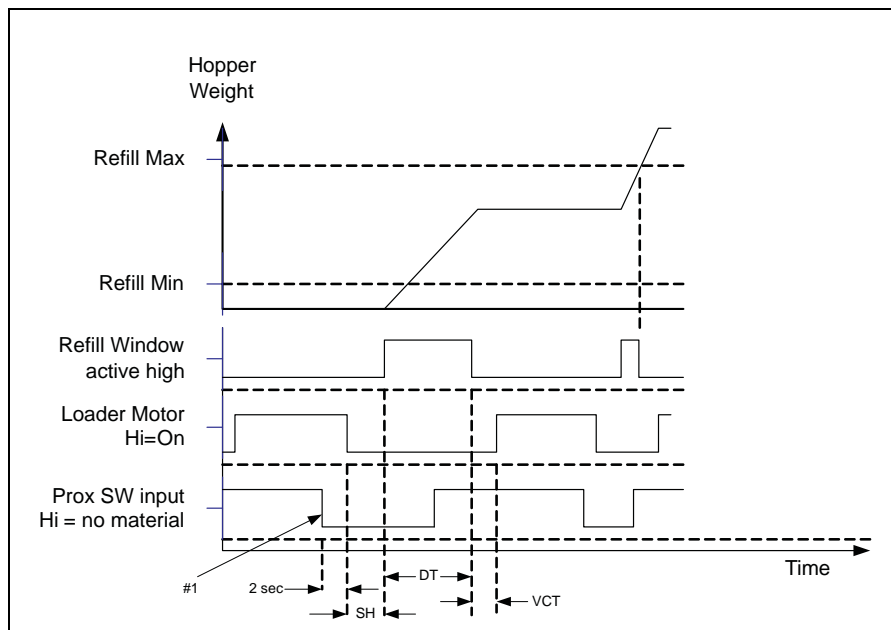 Hopper
Weight
Refill Max
Refill Min
Refill Window
active high
Loader Motor
Hi=On
Prox SW input
Hi = no material
Time
#1
2 sec
SH
DT
VCT